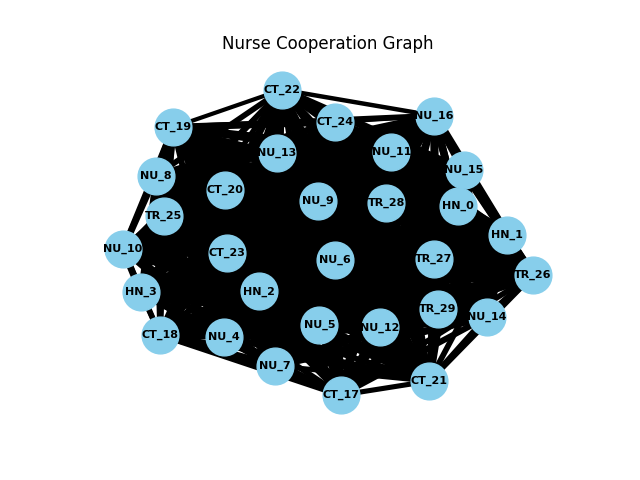 Nurse Cooperation Graph
CT_22
CT_24
NU_16
CT_19
NU_13
NU_11
NU_15
NU_8
CT_20
NU_9
TR_28
HN_0
TR_25
HN_1
NU_10
CT_23
NU_6
TR_27
TR_26
HN_3
HN_2
TR_29
NU_14
CT_18
NU_4
NU_5
NU_12
NU_7
CT_21
CT_17